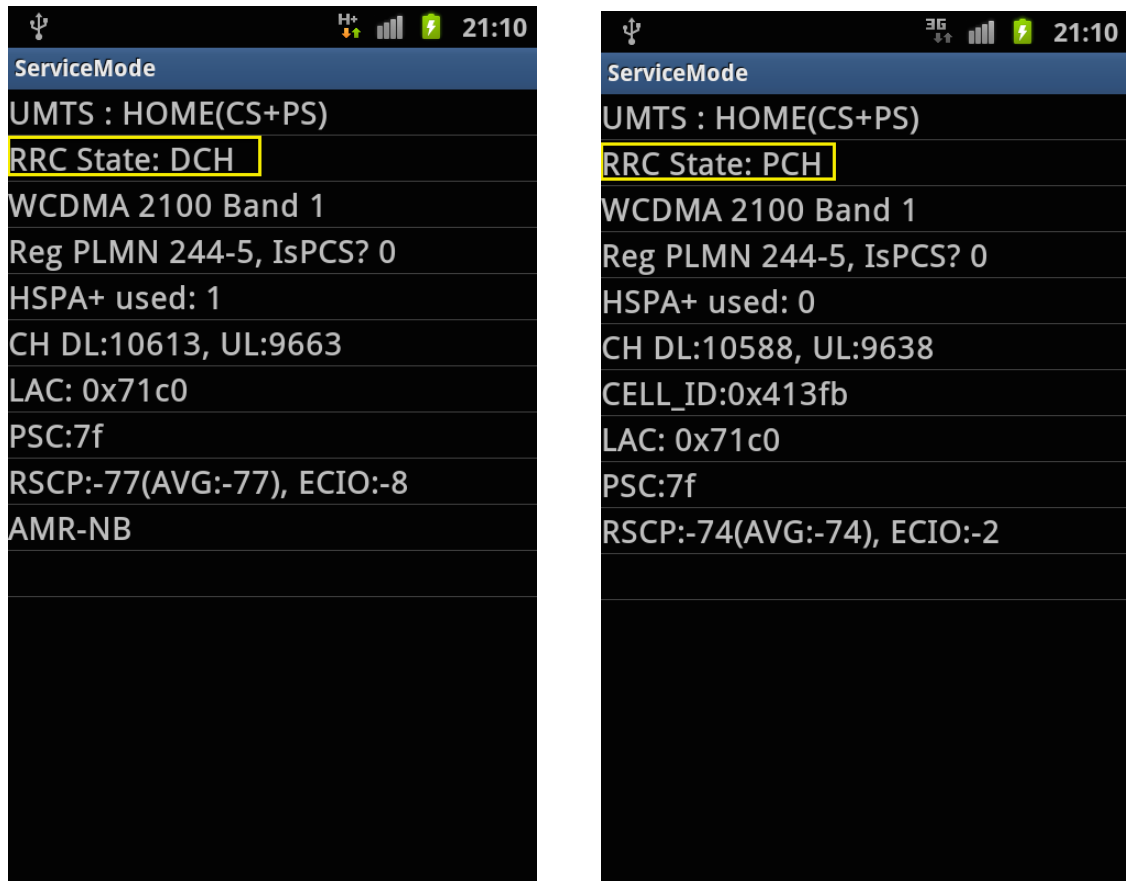 H+ 21:10
ServiceMode
UMTS : HOME(CS+PS)
RRC State: DCH
WCDMA 2100 Band 1
Reg PLMN 244-5, IsPCS? 0
HSPA+ used: 1
CH DL:10613, UL:9663
LAC: 0x71c0
PSC:7f
RSCP:-77(AVG:-77), ECIO:-8
AMR-NB
3G 21:10
ServiceMode
UMTS : HOME(CS+PS)
RRC State: PCH
WCDMA 2100 Band 1
Reg PLMN 244-5, IsPCS? 0
HSPA+ used: 0
CH DL:10588, UL:9638
CELL_ID:0x413fb
LAC: 0x71c0
PSC:7f
RSCP:-74(AVG:-74), ECIO:-2